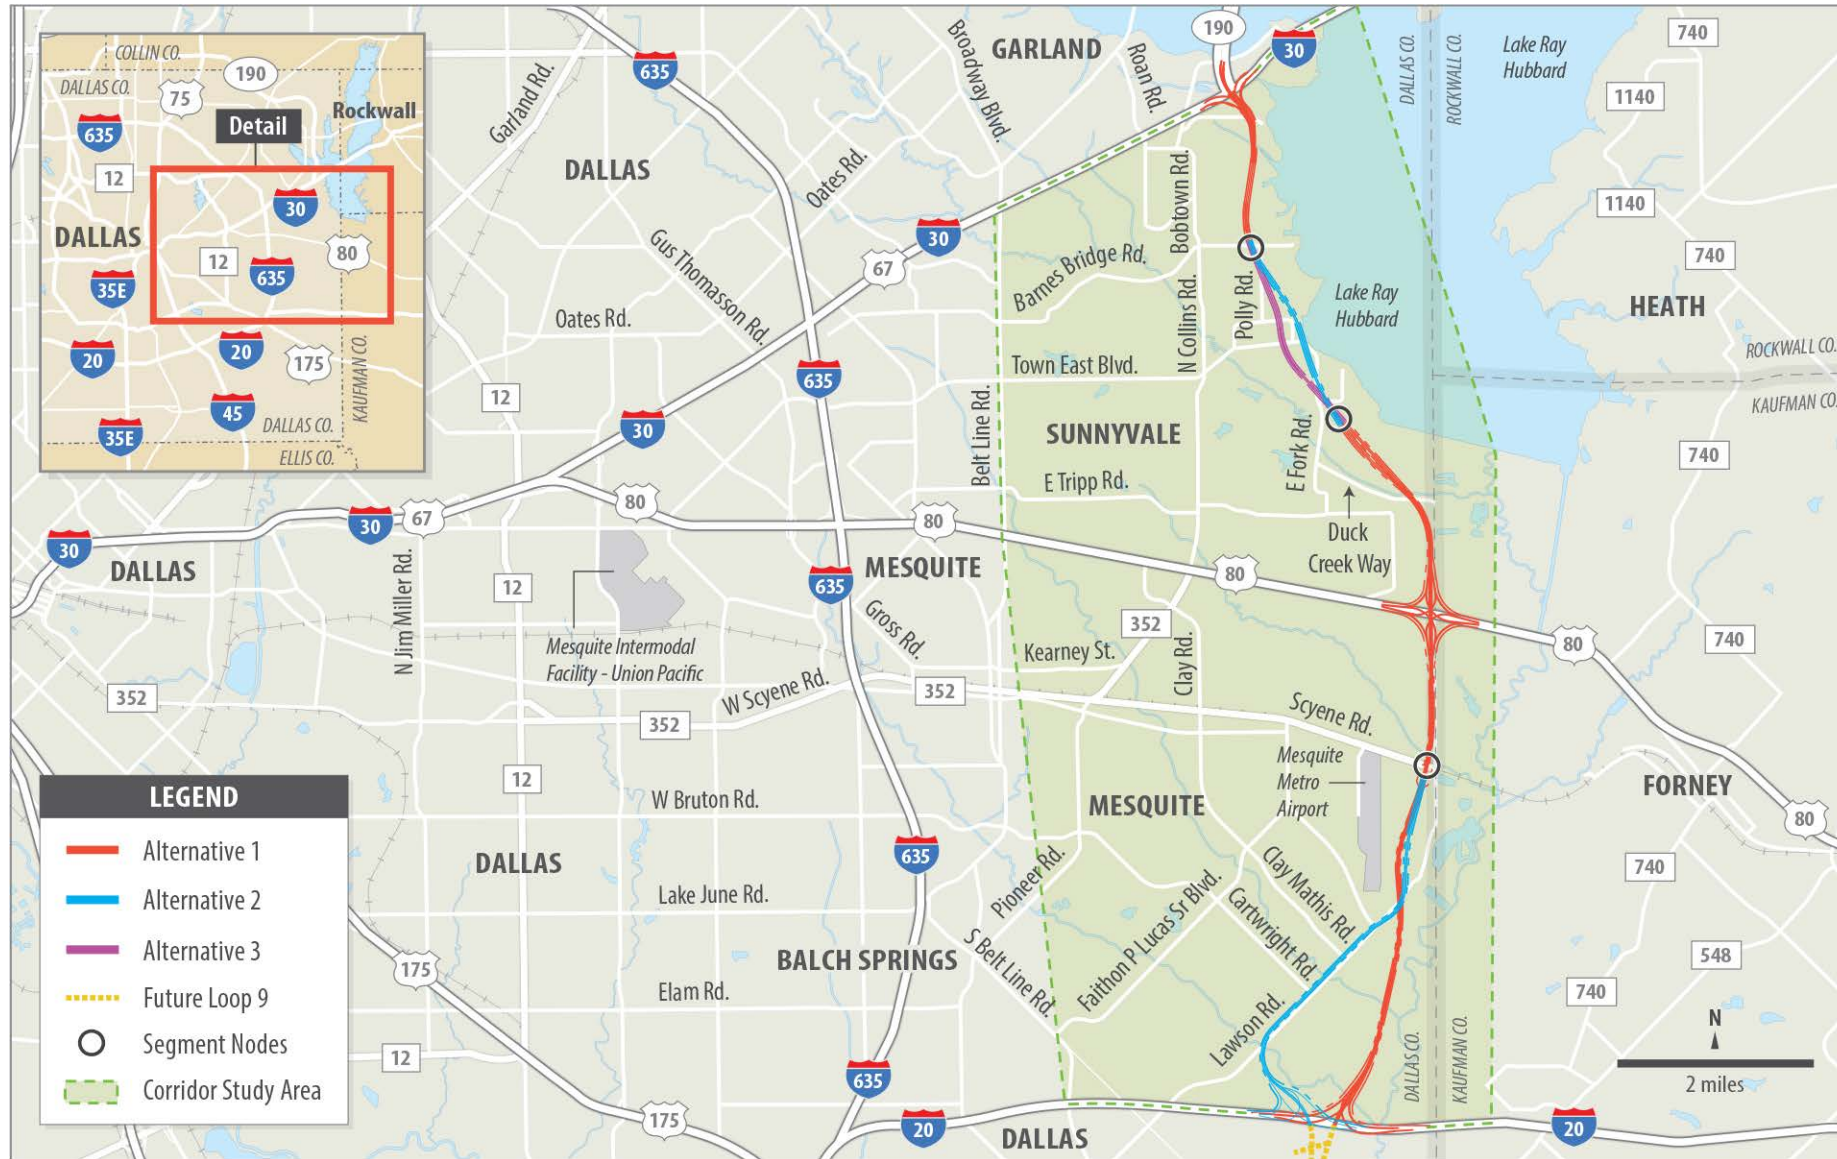 COLLIN CO.
DALLAS CO.
190
75
Rockwall
635
Detail
12
30
DALLAS
12
80
635
35E
20
20
175
KAUFMAN CO.
45
35E
DALLAS CO.
ELLIS CO.
635
Garland Rd.
DALLAS
Broadway Blvd.
GARLAND
Roan Rd.
190
30
DALLAS CO.
ROCKWALL CO.
Lake Ray
Hubbard
740
1140
Oates Rd.
Bobtown Rd.
1140
30
67
Gus Thomasson Rd.
Barnes Bridge Rd.
740
Oates Rd.
N Collins Rd.
Polly Rd.
Lake Ray
Hubbard
HEATH
ROCKWALL CO.
KAUFMAN CO.
635
Town East Blvd.
12
30
Belt Line Rd.
SUNNYVALE
E Fork Rd.
740
E Tripp Rd.
80
80
30
67
30
Duck
Creek Way
DALLAS
N Jim Miller Rd.
12
635
MESQUITE
80
Gross Rd.
352
Clay Rd.
80
740
Mesquite Intermodal
Facility - Union Pacific
Kearney St.
352
352
W Scyene Rd.
352
Scyene Rd.
Mesquite
Metro
Airport
12
W Bruton Rd.
MESQUITE
FORNEY
80
DALLAS
635
Pioneer Rd.
Clay Mathis Rd.
740
Lake June Rd.
Faithon P Lucas Sr Blvd.
Cartwright Rd.
S Belt Line Rd.
BALCH SPRINGS
175
548
Elam Rd.
740
Lawson Rd.
12
635
DALLAS CO.
KAUFMAN CO.
N
2 miles
175
20
DALLAS
20
LEGEND
Alternative 1
Alternative 2
Alternative 3
Future Loop 9
Segment Nodes
Corridor Study Area